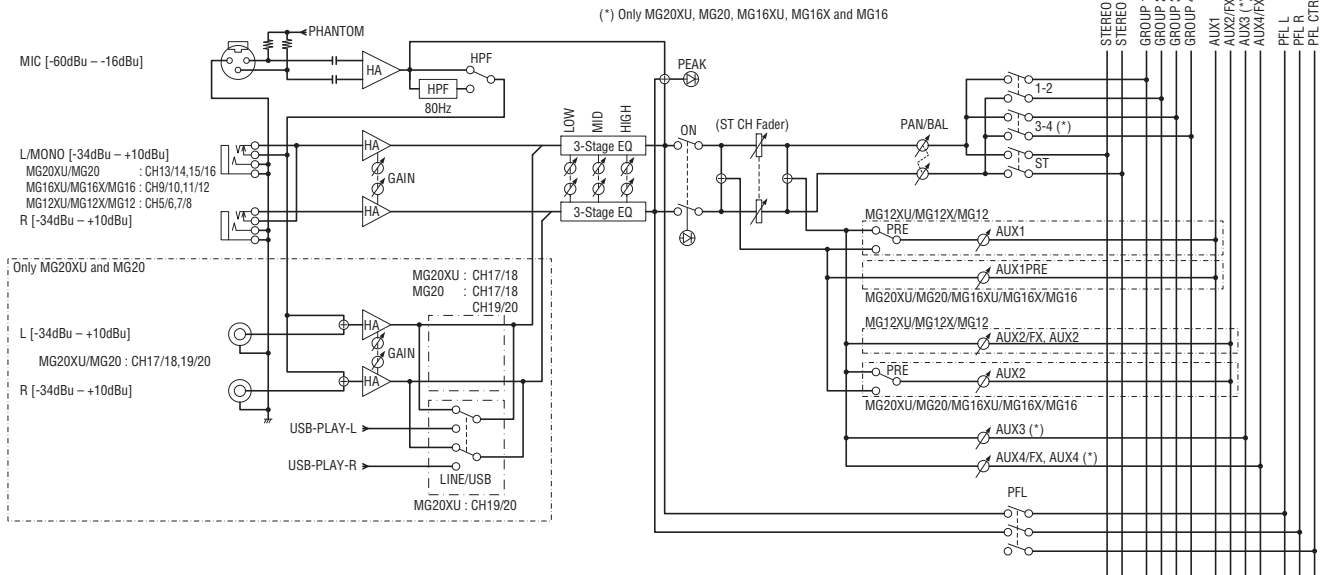 (*) Only MG20XU, MG20, MG16XU, MG16X and MG16
STEREO
STEREO
GROUP
GROUP
GROUP
GROUP
AUX1
AUX2/FX
AUX3 (*)
AUX4/FX
PFL L
PFL R
PFL CTR
PHANTOM
MIC [-60dBu – -16dBu]
HA
HPF
HPF
80Hz
PEAK
L/MONO [-34dBu – +10dBu]
MG20XU/MG20 : CH13/14,15/16
MG16XU/MG16X/MG16 : CH9/10,11/12
MG12XU/MG12X/MG12 : CH5/6,7/8
R [-34dBu – +10dBu]
HA
GAIN
HA
LOW
MID
HIGH
3-Stage EQ
3-Stage EQ
ON
(ST CH Fader)
PAN/BAL
1-2
3-4 (*)
ST
MG12XU/MG12X/MG12
PRE
AUX1
AUX1PRE
MG20XU/MG20/MG16XU/MG16X/MG16
MG12XU/MG12X/MG12
AUX2/FX, AUX2
PRE
AUX2
MG20XU/MG20/MG16XU/MG16X/MG16
AUX3 (*)
AUX4/FX, AUX4 (*)
PFL
Only MG20XU and MG20
MG20XU : CH17/18
MG20 : CH17/18
CH19/20
L [-34dBu – +10dBu]
HA
GAIN
MG20XU/MG20 : CH17/18,19/20
HA
R [-34dBu – +10dBu]
USB-PLAY-L
USB-PLAY-R
LINE/USB
MG20XU : CH19/20